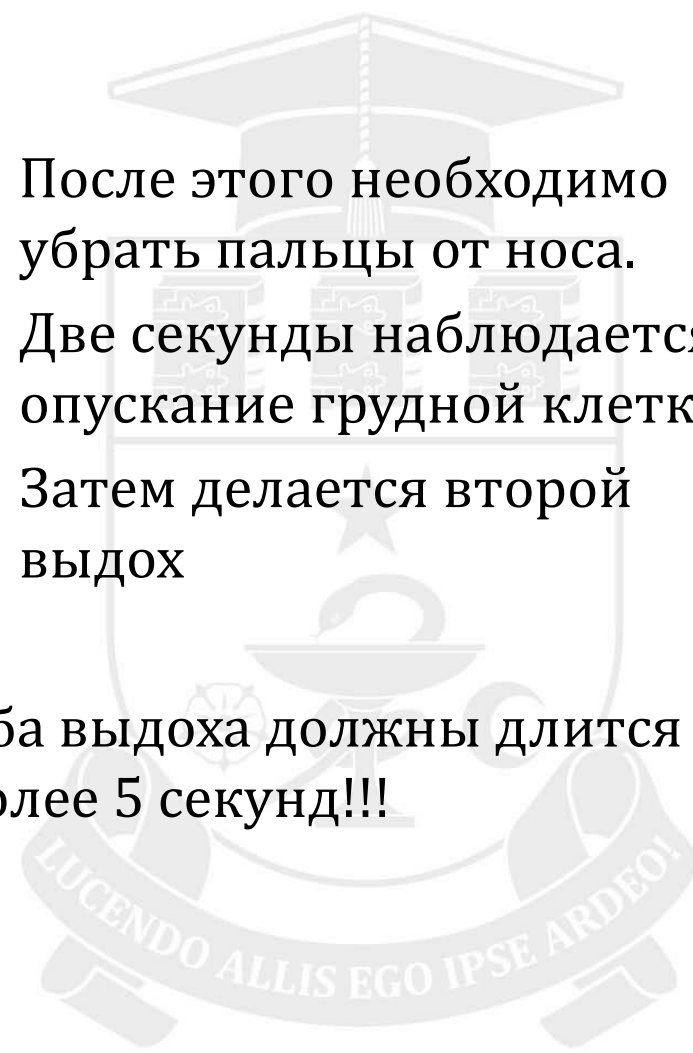 После этого необходимо
убрать пальцы от носа.
Две секунды наблюдается
опускание грудной клетк
Затем делается второй
выдох
ба выдоха должны длится
олее 5 секунд!!!
LUCENDO ALLIS EGO IPSE ARDEO!